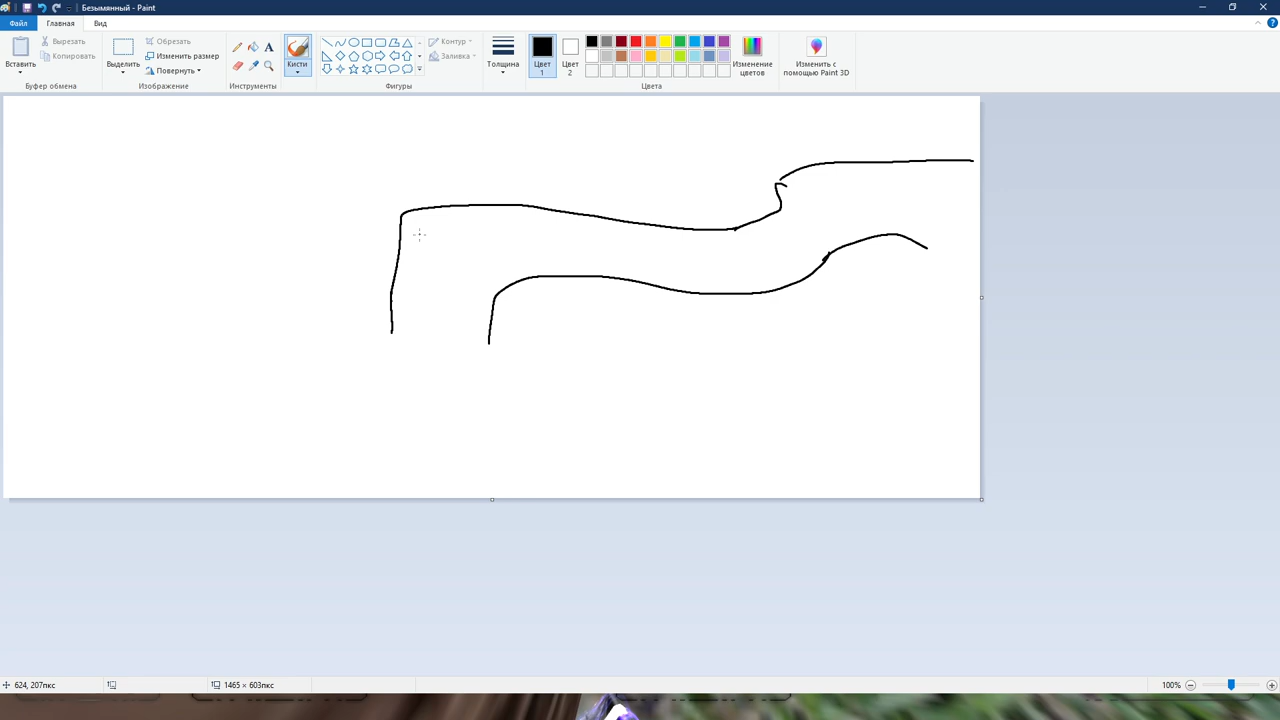 Безымянный - Paint
Файл Главная Вид
Вставить
Вырезать
Копировать
Буфер обмена
Выделить
Обрезать
Изменить размер
Повернуть
Изображение
A
Инструменты
Кисти
Контур
Заливка
Фигуры
Толщина
Цвет 1
Цвет 2
Изменение цветов
Цвета
Изменить с помощью Paint 3D
624, 207пкс
1465 × 603пкс
100%